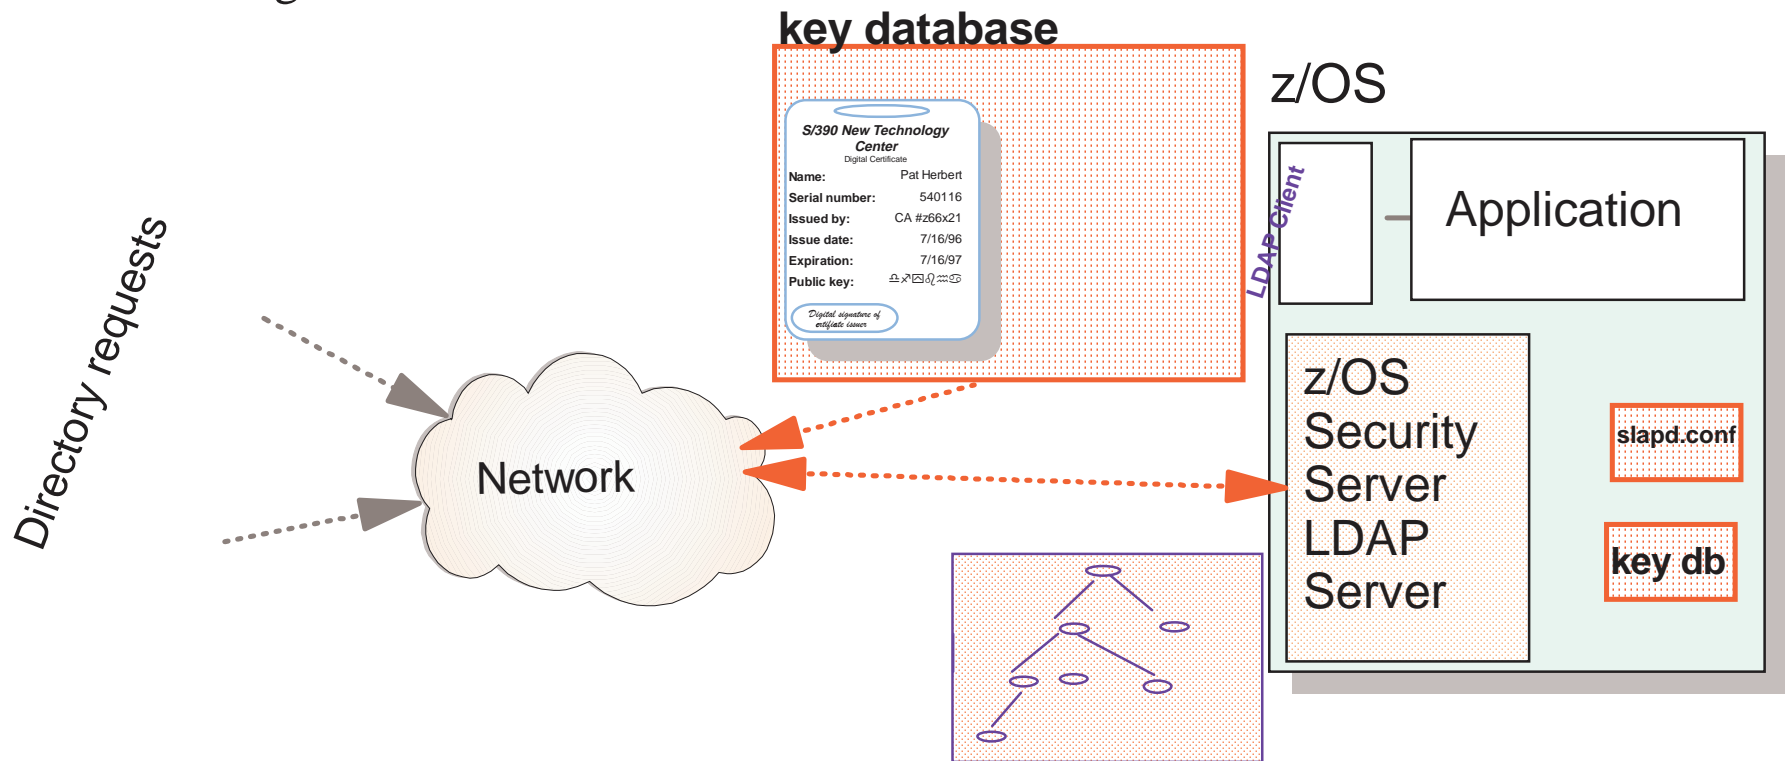 key database
z/OS
S/390 New Technology
Center
Digital Certificate
Name: Pat Herbert
Serial number: 540116
Issued by: CA #z66x21
Issue date: 7/16/96
Expiration: 7/16/97
Public key: ♎♐⍓♌♒♋
Digital signature of
ertifiate issuer
LDAP Client
Application
Directory requests
Network
z/OS
Security
Server
LDAP
Server
slapd.conf
key db